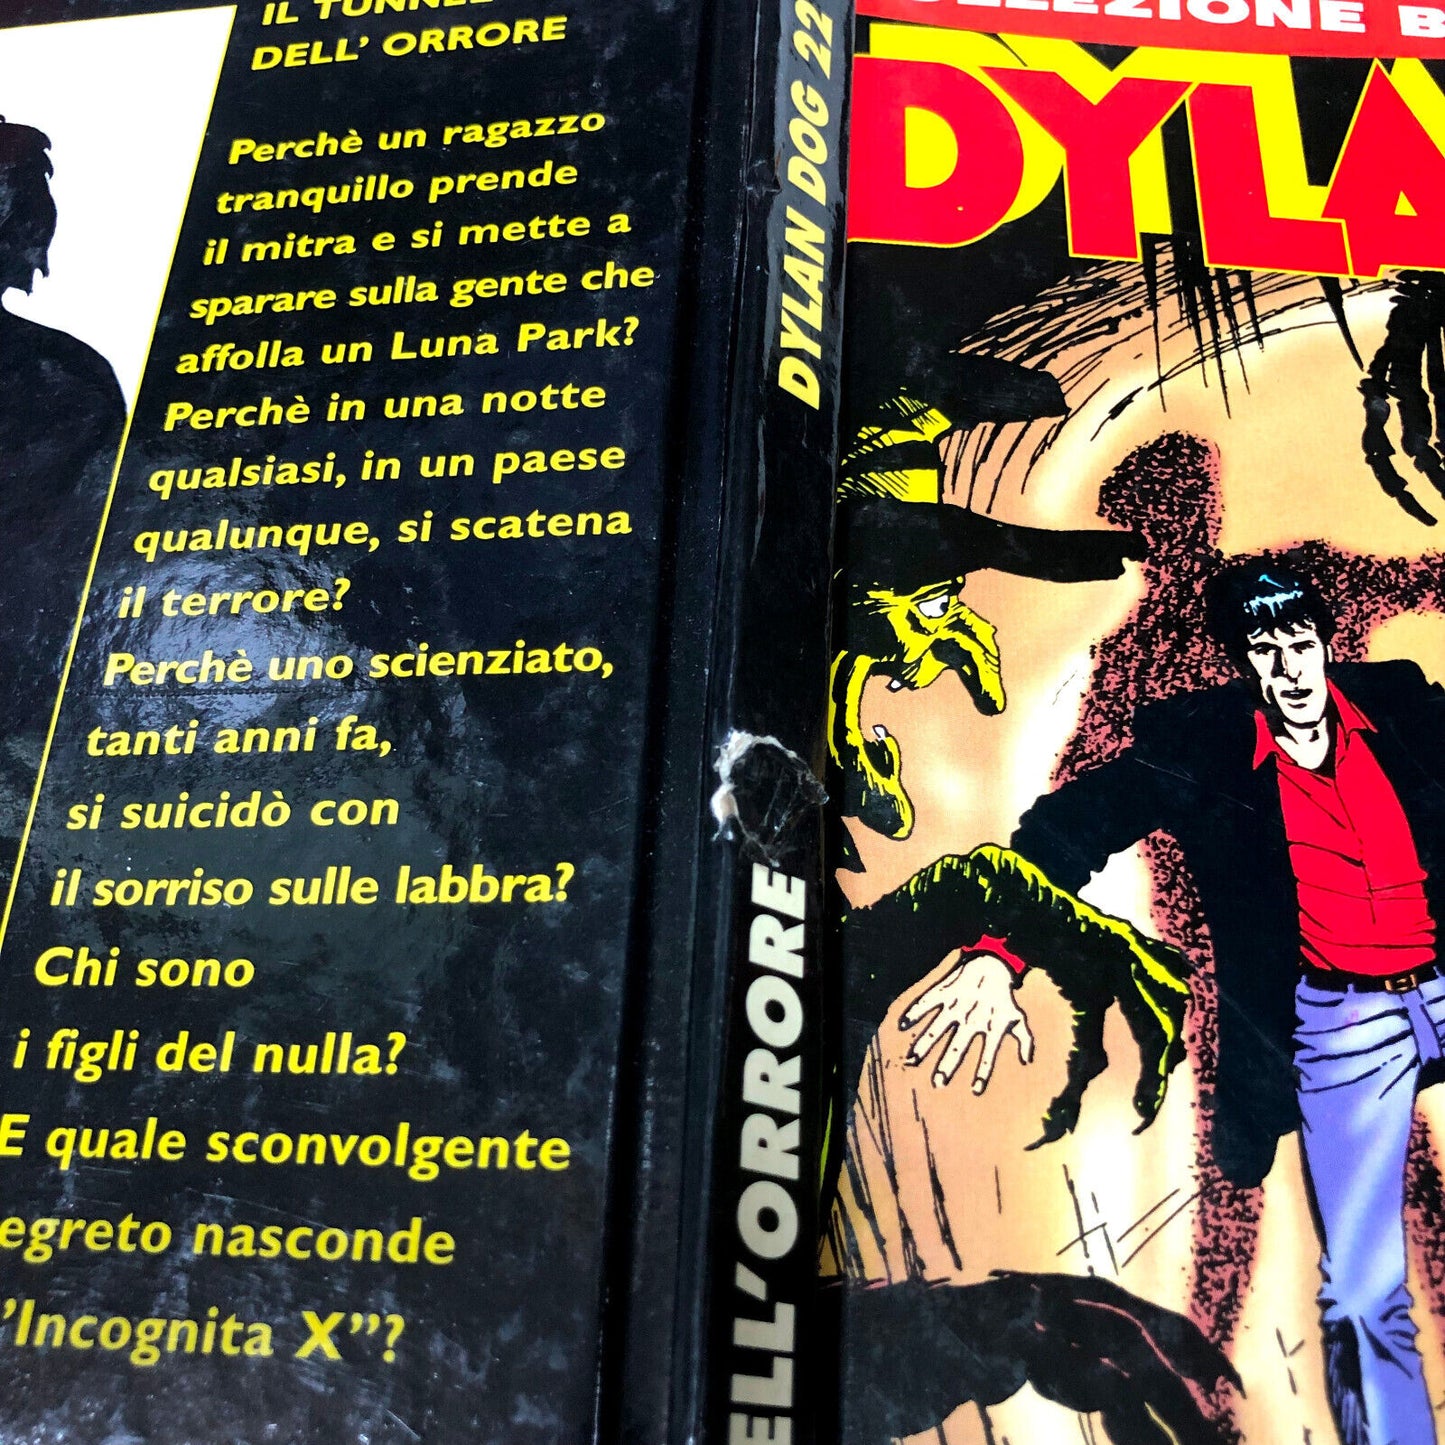 IL TUNNEL
DELL' ORRORE
Perchè un ragazzo
tranquillo prende
il mitra e si mette a
sparare sulla gente che
affolla un Luna Park?
Perchè in una notte
qualsiasi, in un paese
qualunque, si scatena
il terrore?
Perchè uno scienziato,
tanti anni fa,
si suicidò con
il sorriso sulle labbra?
Chi sono
i figli del nulla?
E quale sconvolgente
egreto nasconde
"Incognita X"?
DYLAN DOG 22
ELL'ORRORE
LLEZIONE B
DYLA